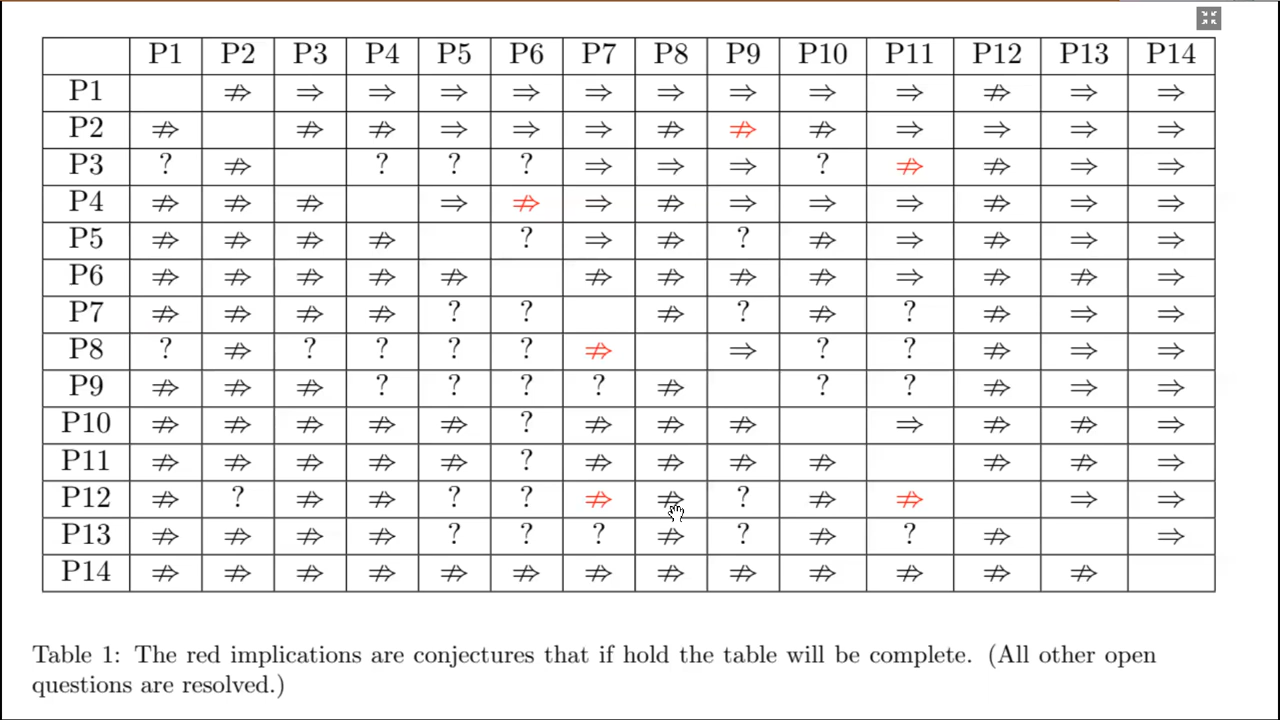 P1 P2 P3 P4 P5 P6 P7 P8 P9 P10 P11 P12 P13 P14
P1 ⇏ ⇒ ⇒ ⇒ ⇒ ⇒ ⇒ ⇒ ⇒ ⇒ ⇏ ⇒ ⇒
P2 ⇏ ⇏ ⇏ ⇒ ⇒ ⇒ ⇏ ⇏ ⇏ ⇒ ⇒ ⇒ ⇒
P3 ? ⇏ ? ? ? ⇒ ⇒ ⇒ ? ⇏ ⇏ ⇒ ⇒
P4 ⇏ ⇏ ⇏ ⇒ ⇏ ⇒ ⇏ ⇒ ⇒ ⇒ ⇏ ⇒ ⇒
P5 ⇏ ⇏ ⇏ ⇏ ? ⇒ ⇏ ? ⇏ ⇒ ⇏ ⇒ ⇒
P6 ⇏ ⇏ ⇏ ⇏ ⇏ ⇏ ⇏ ⇏ ⇏ ⇒ ⇏ ⇏ ⇒
P7 ⇏ ⇏ ⇏ ⇏ ? ? ⇏ ? ⇏ ? ⇏ ⇒ ⇒
P8 ? ⇏ ? ? ? ? ⇏ ⇒ ? ? ⇏ ⇒ ⇒
P9 ⇏ ⇏ ⇏ ? ? ? ? ⇏ ? ? ⇏ ⇒ ⇒
P10 ⇏ ⇏ ⇏ ⇏ ⇏ ? ⇏ ⇏ ⇏ ⇒ ⇏ ⇏ ⇒
P11 ⇏ ⇏ ⇏ ⇏ ⇏ ? ⇏ ⇏ ⇏ ⇏ ⇏ ⇏ ⇒
P12 ⇏ ? ⇏ ⇏ ? ? ⇏ ⇏ ? ⇏ ⇏ ⇒ ⇒
P13 ⇏ ⇏ ⇏ ⇏ ? ? ? ⇏ ? ⇏ ? ⇏ ⇒
P14 ⇏ ⇏ ⇏ ⇏ ⇏ ⇏ ⇏ ⇏ ⇏ ⇏ ⇏ ⇏ ⇏
Table 1: The red implications are conjectures that if hold the table will be complete. (All other open
questions are resolved.)